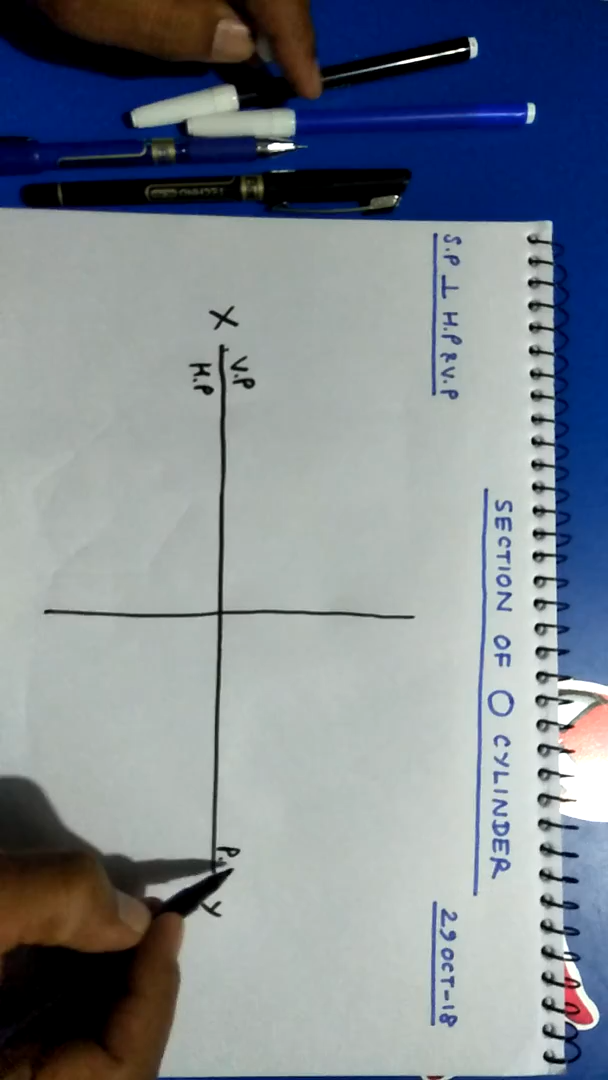 SECTION OF O CYLINDER
S.P ⊥ H.P & V.P
29 OCT-18
X
V.P
H.P
P.
Y